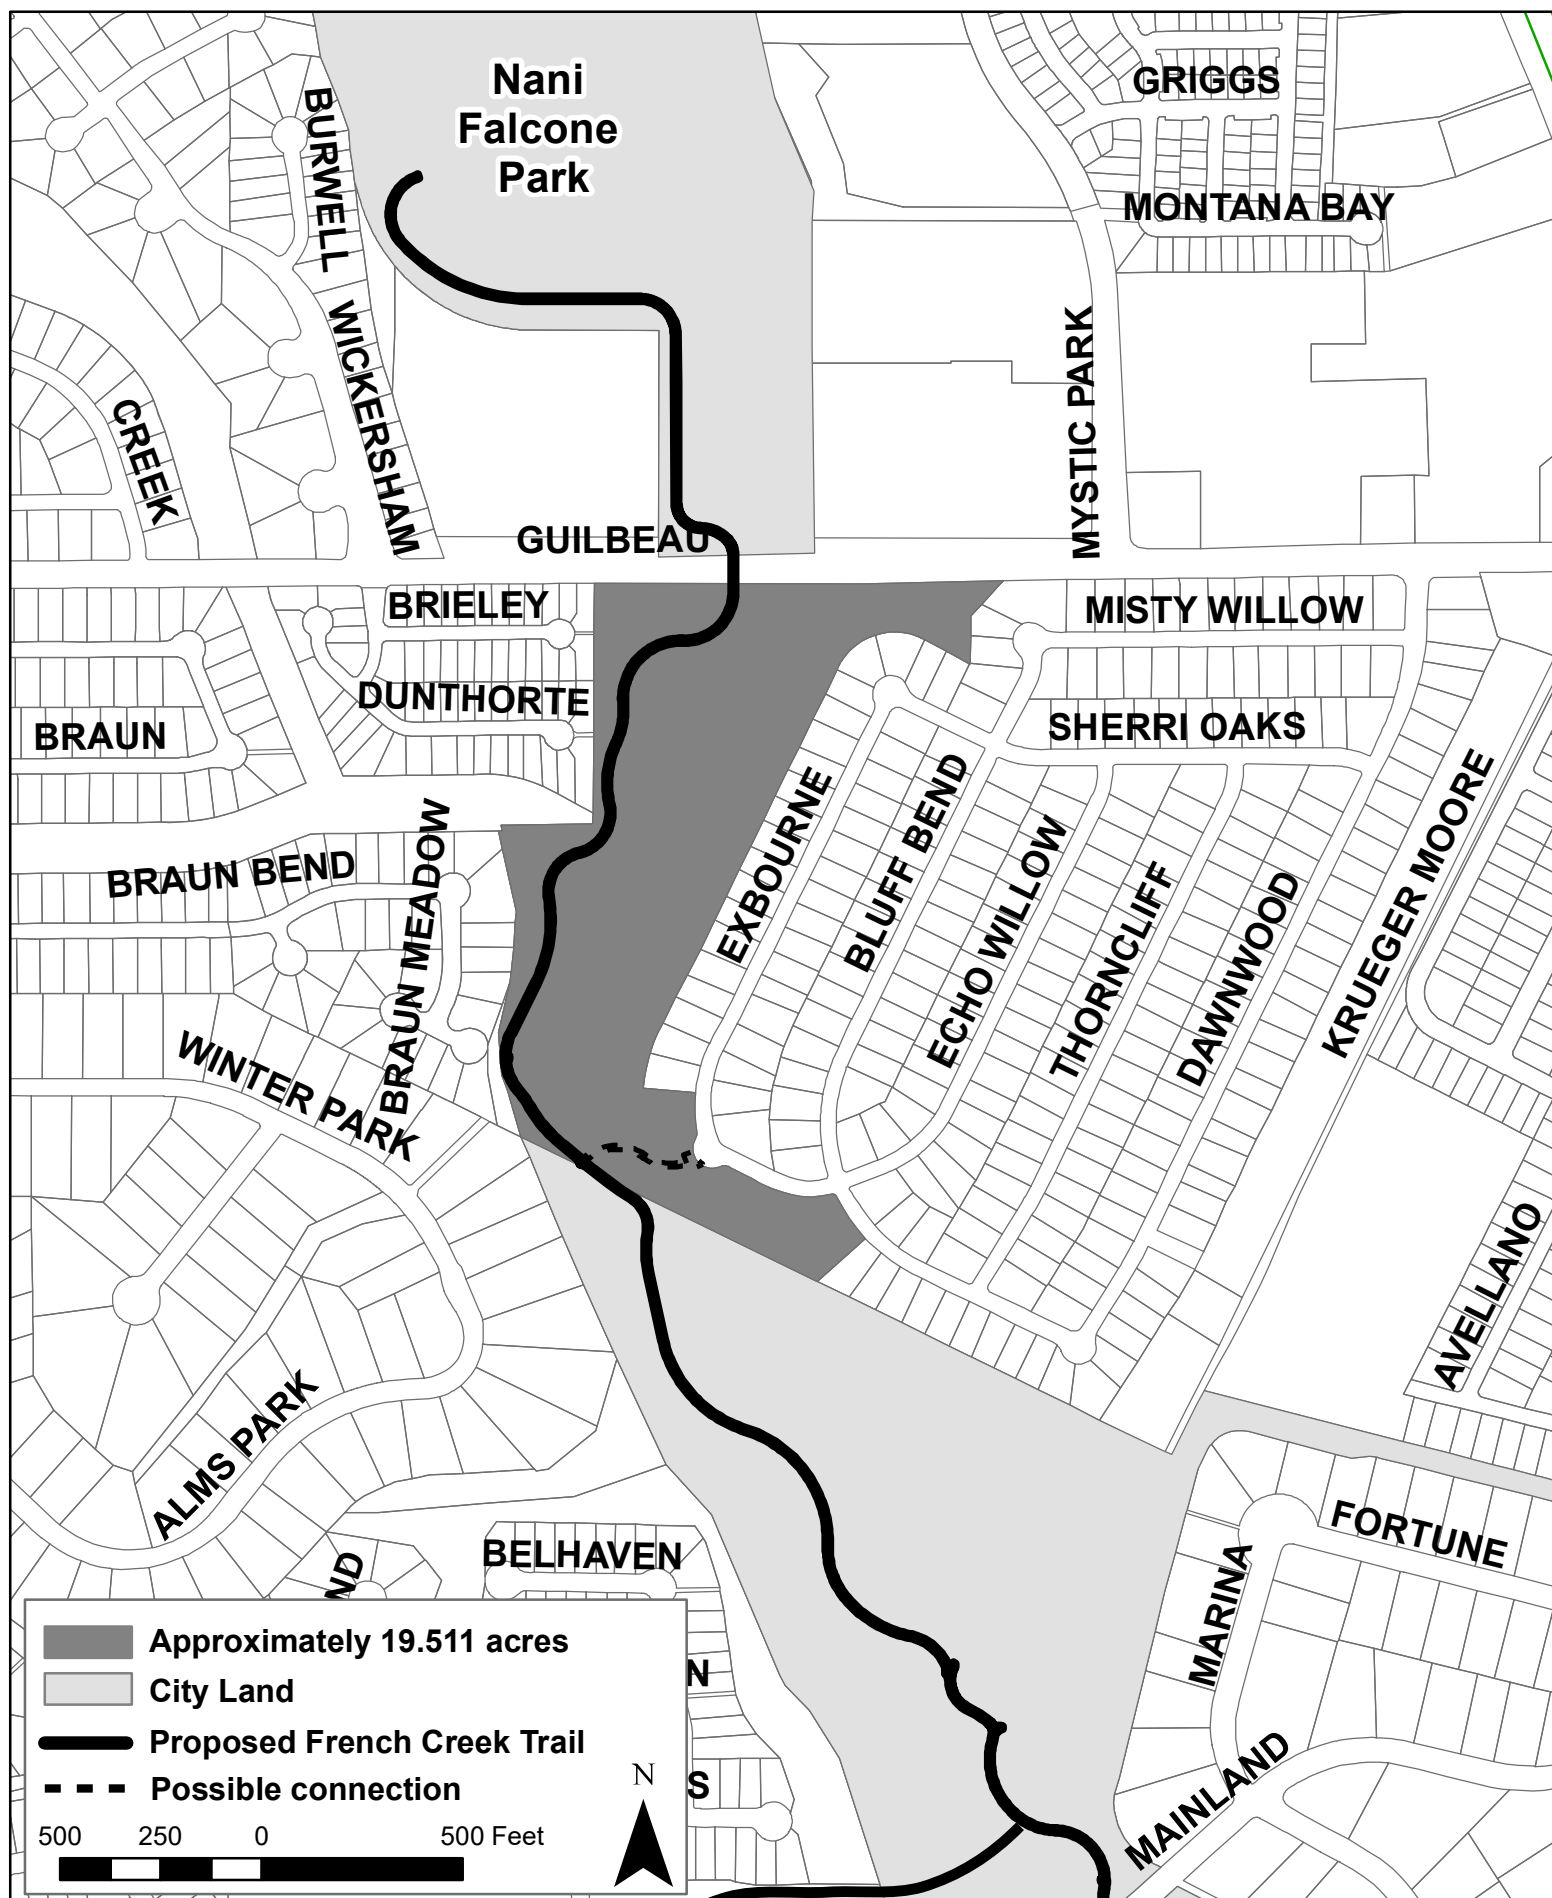 Nani
Falcone
Park
GRIGGS
BURWELL
MONTANA BAY
WICKERSHAM
MYSTIC PARK
CREEK
GUILBEAU
BRIELEY
MISTY WILLOW
DUNTHORTE
SHERRI OAKS
BRAUN
EXBOURNE
BLUFF BEND
KRUEGER MOORE
BRAUN BEND
BRAUN MEADOW
ECHO WILLOW
THORNCLIFF
DAWNWOOD
WINTER PARK
AVELLANO
ALMS PARK
FORTUNE
BELHAVEN
MARINA
ND
N
S
MAINLAND
Approximately 19.511 acres
City Land
Proposed French Creek Trail
Possible connection
N
500 250 0 500 Feet